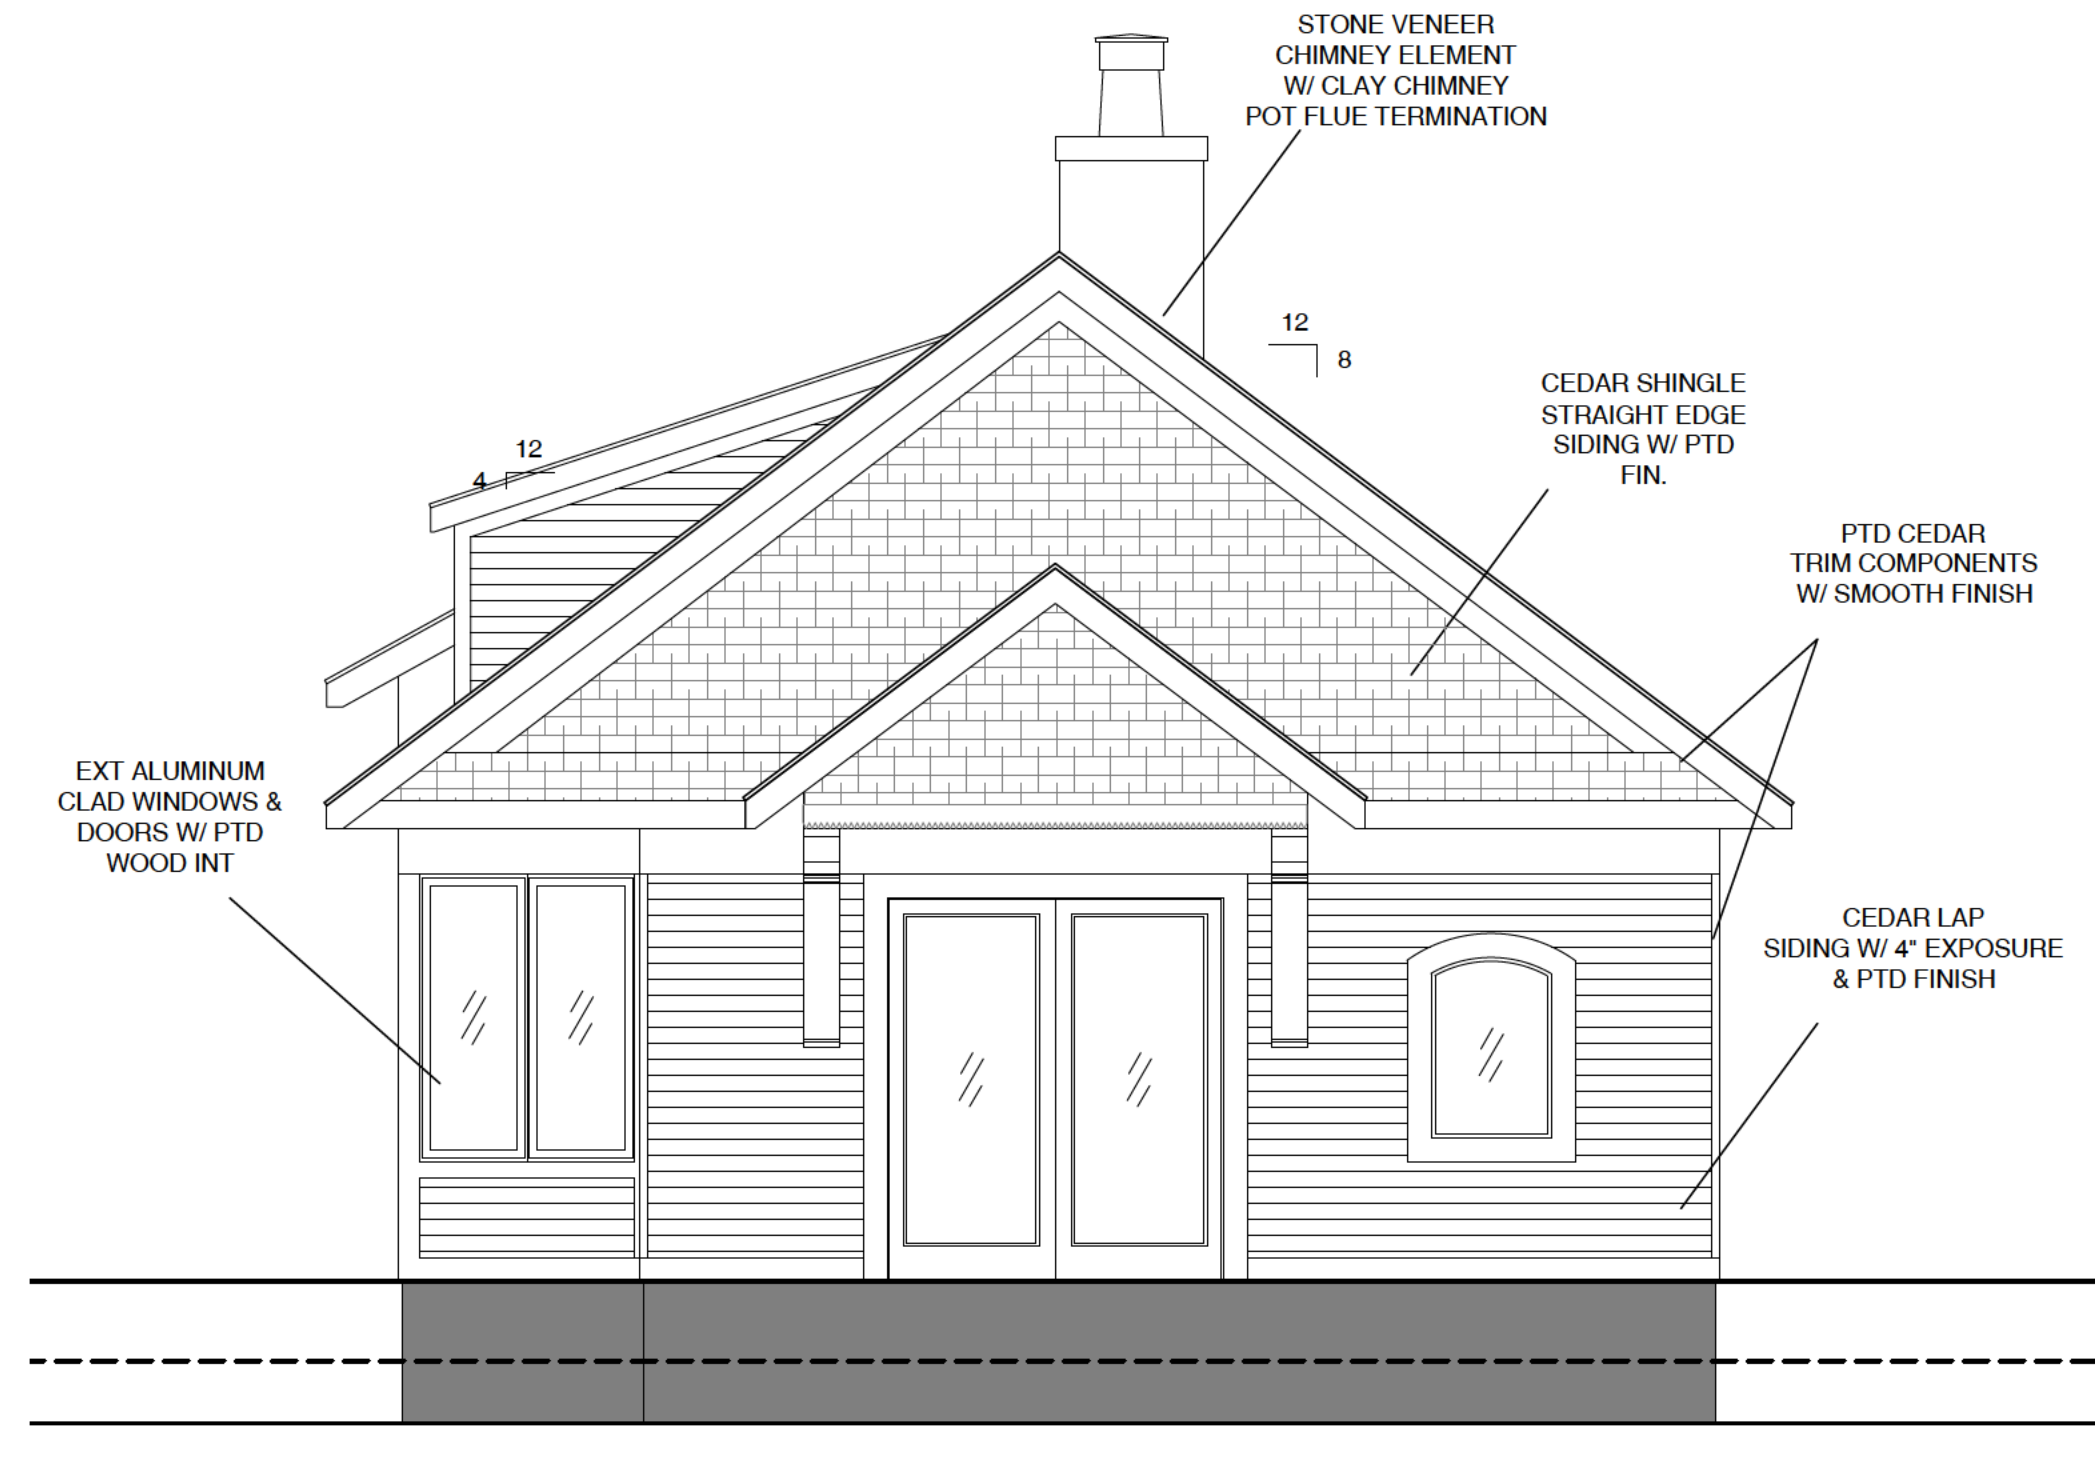 STONE VENEER
CHIMNEY ELEMENT
W/ CLAY CHIMNEY
POT FLUE TERMINATION
12
8
CEDAR SHINGLE
STRAIGHT EDGE
SIDING W/ PTD
FIN.
12
4
PTD CEDAR
TRIM COMPONENTS
W/ SMOOTH FINISH
EXT ALUMINUM
CLAD WINDOWS &
DOORS W/ PTD
WOOD INT
CEDAR LAP
SIDING W/ 4" EXPOSURE
& PTD FINISH